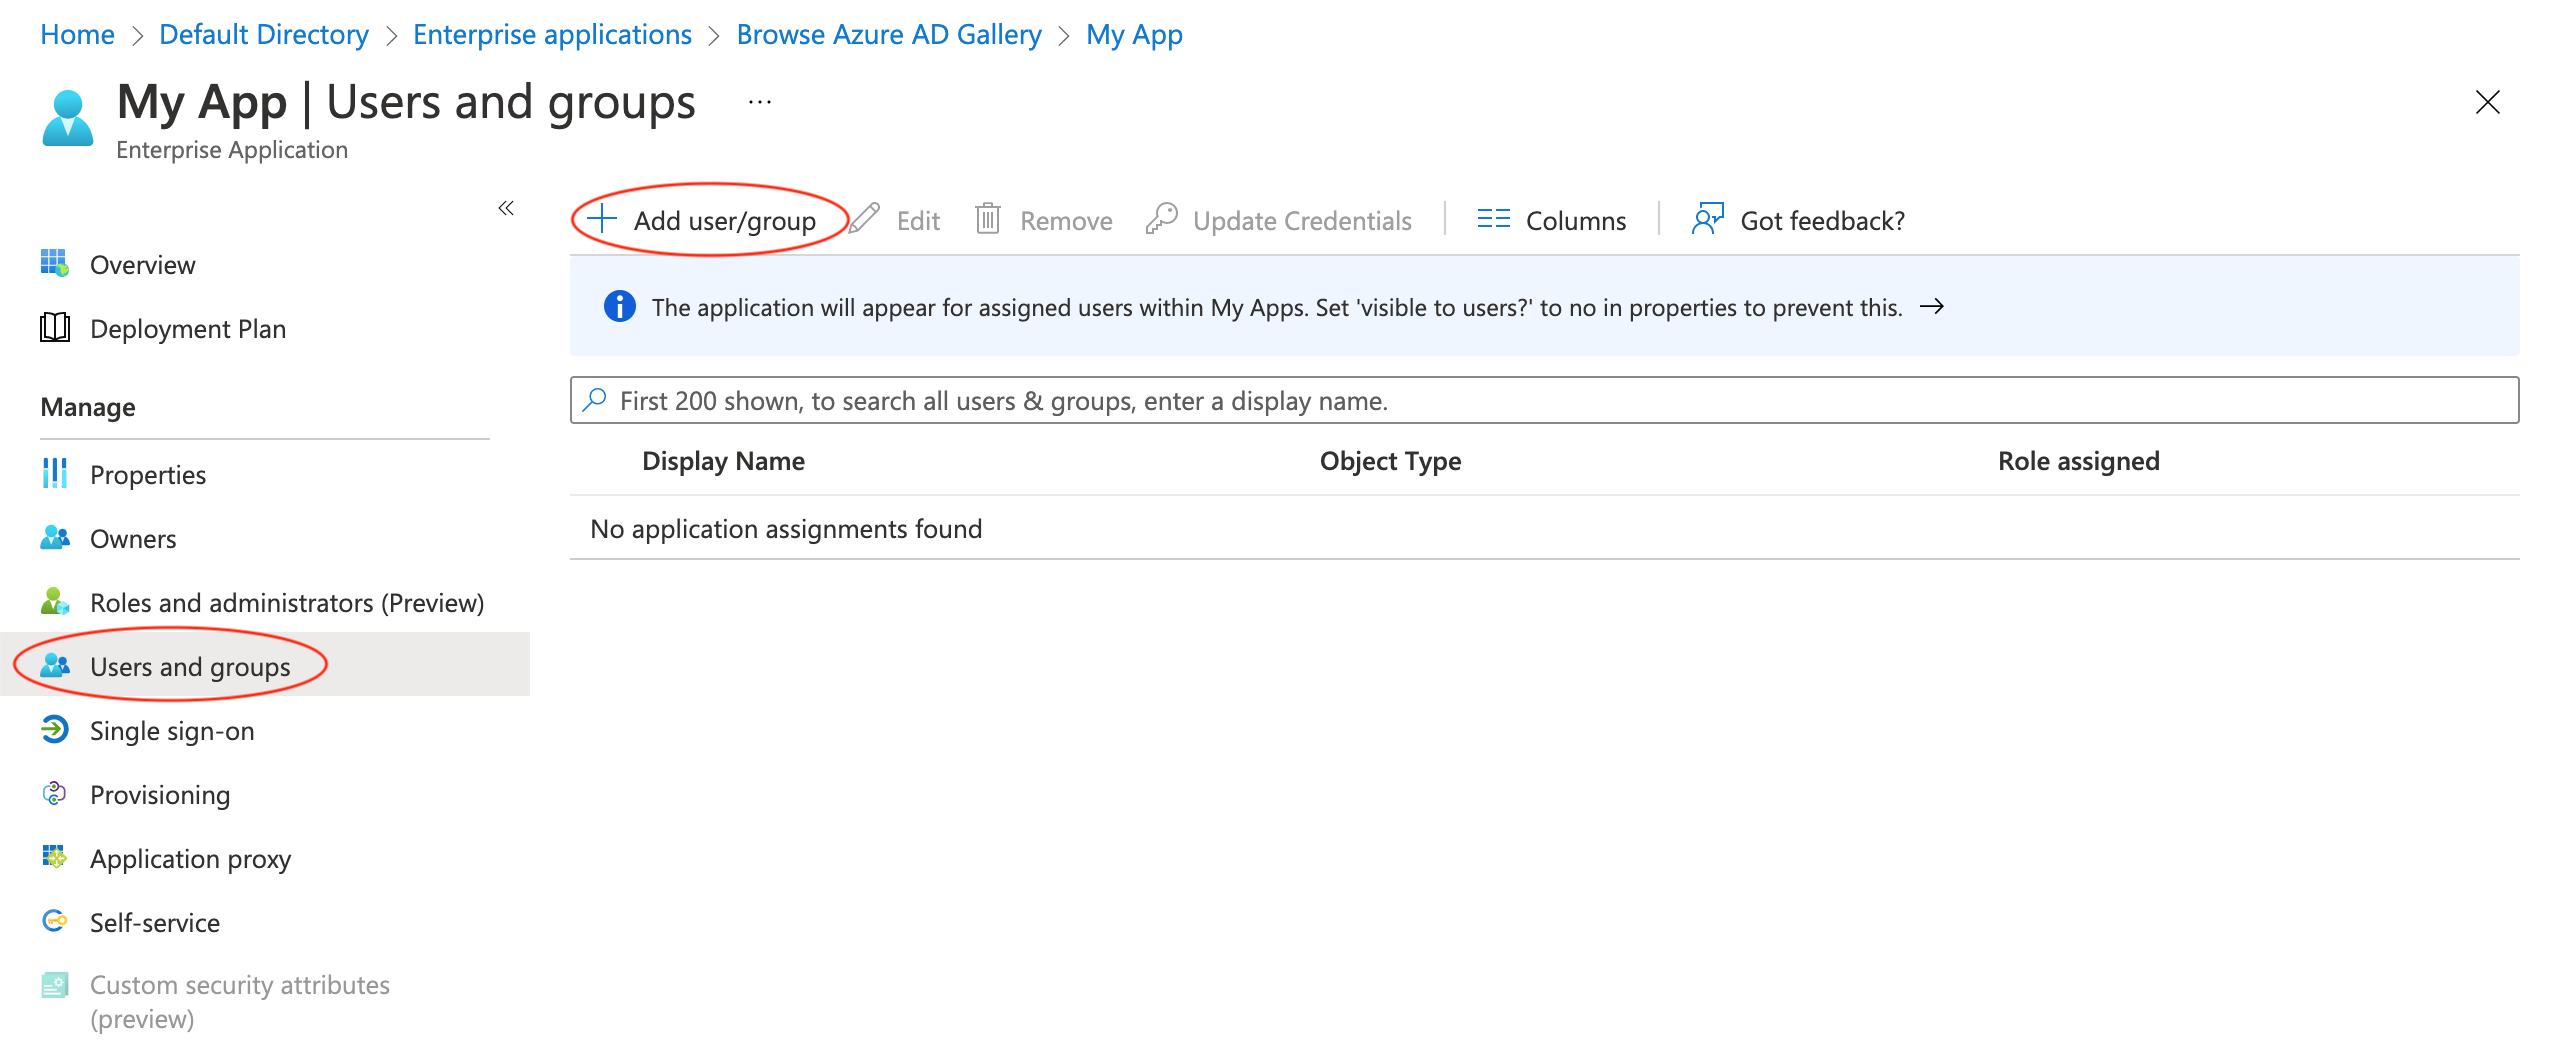 Home > Default Directory > Enterprise applications > Browse Azure AD Gallery > My App
My App | Users and groups ...
Enterprise Application
«
Overview
Deployment Plan
Manage
Properties
Owners
Roles and administrators (Preview)
Users and groups
Single sign-on
Provisioning
Application proxy
Self-service
Custom security attributes
(preview)
Add user/group Edit Remove Update Credentials Columns Got feedback?
The application will appear for assigned users within My Apps. Set 'visible to users?' to no in properties to prevent this. →
First 200 shown, to search all users & groups, enter a display name.
Display Name Object Type Role assigned
No application assignments found